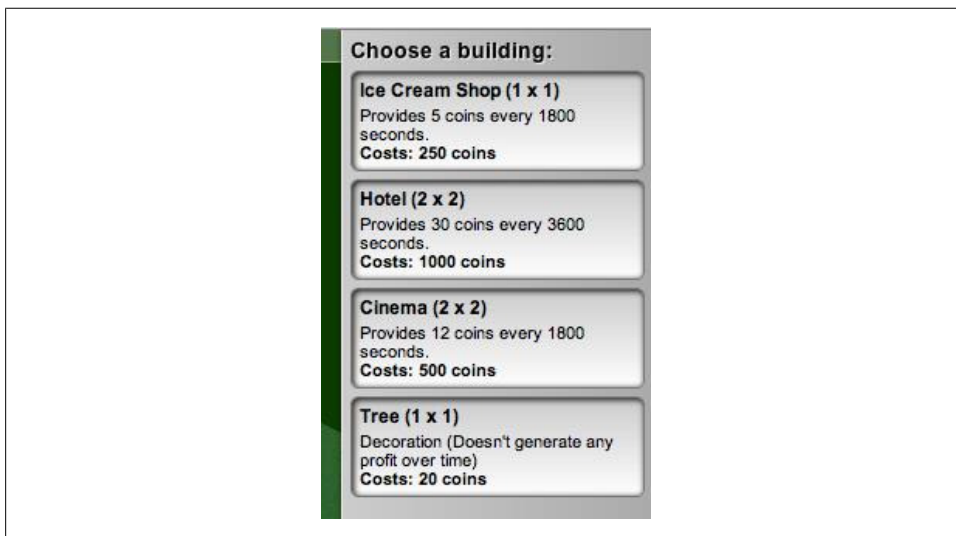 Choose a building:
Ice Cream Shop (1 x 1)
Provides 5 coins every 1800
seconds.
Costs: 250 coins
Hotel (2 x 2)
Provides 30 coins every 3600
seconds.
Costs: 1000 coins
Cinema (2 x 2)
Provides 12 coins every 1800
seconds.
Costs: 500 coins
Tree (1 x 1)
Decoration (Doesn't generate any
profit over time)
Costs: 20 coins